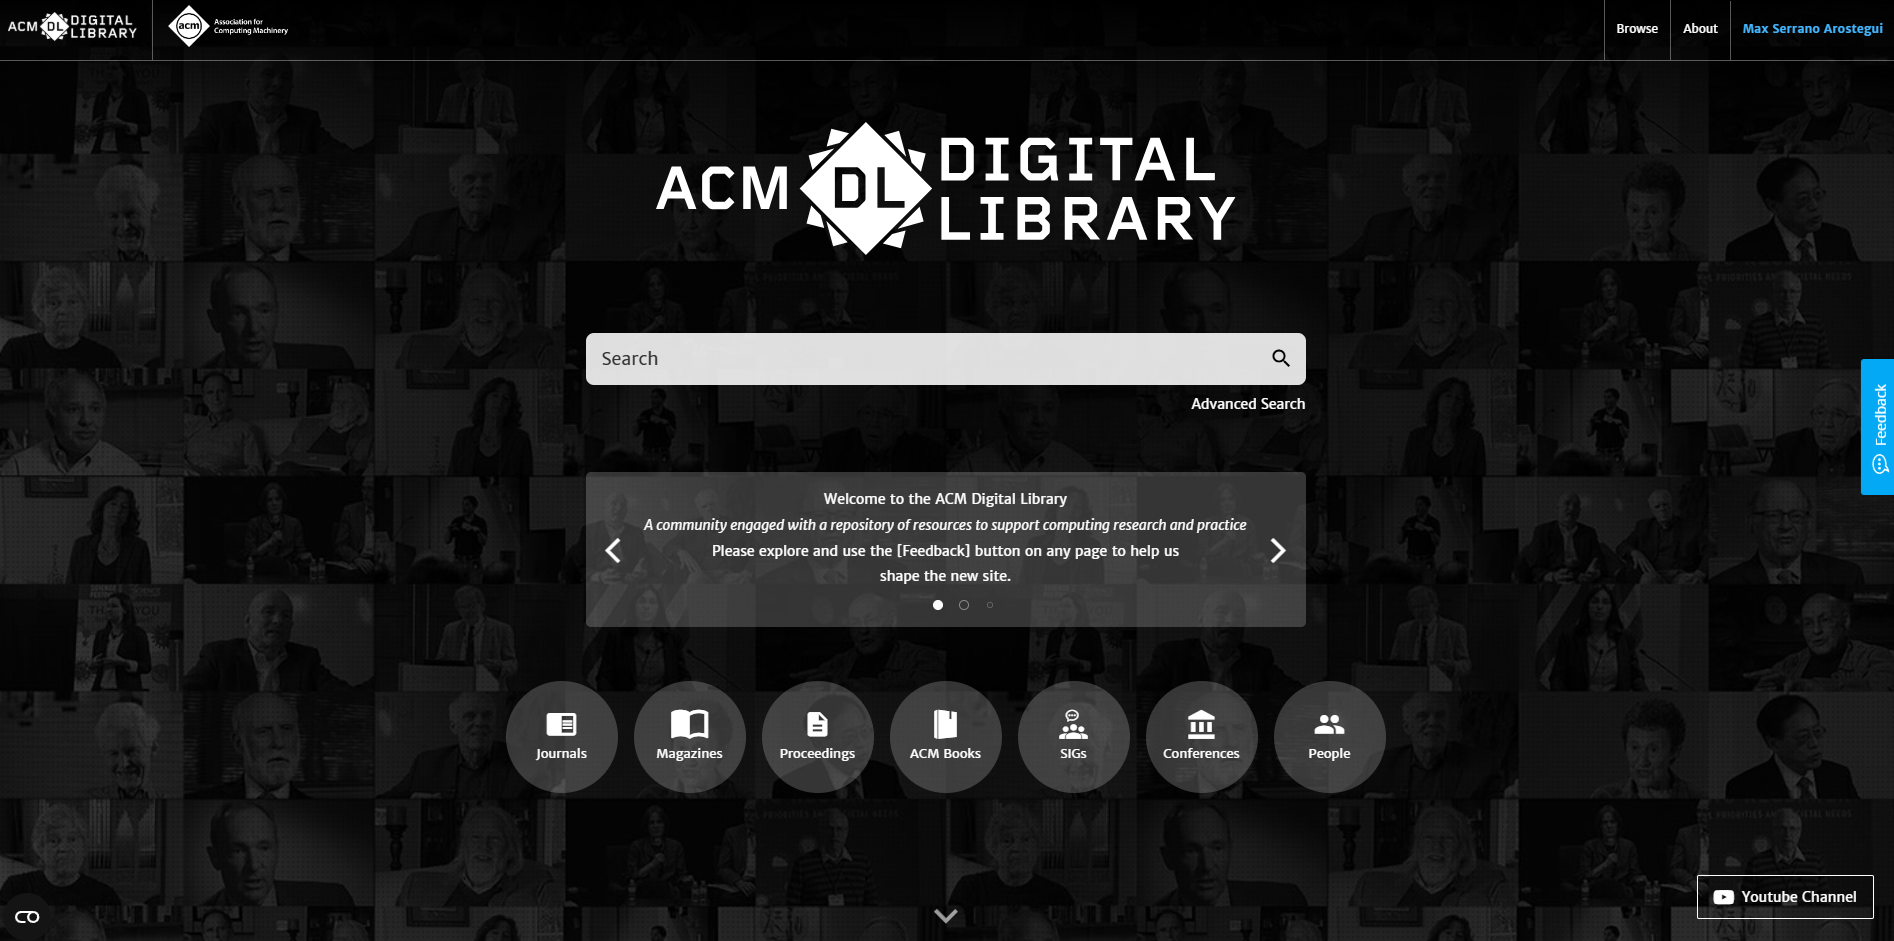 ACM DL DIGITAL LIBRARY
acm Association for Computing Machinery
Browse
About
Max Serrano Arostegui
ACM DL DIGITAL
LIBRARY
Search
Advanced Search
Feedback
Welcome to the ACM Digital Library
A community engaged with a repository of resources to support computing research and practice
Please explore and use the [Feedback] button on any page to help us
shape the new site.
Journals
Magazines
Proceedings
ACM Books
SIGs
Conferences
People
Youtube Channel